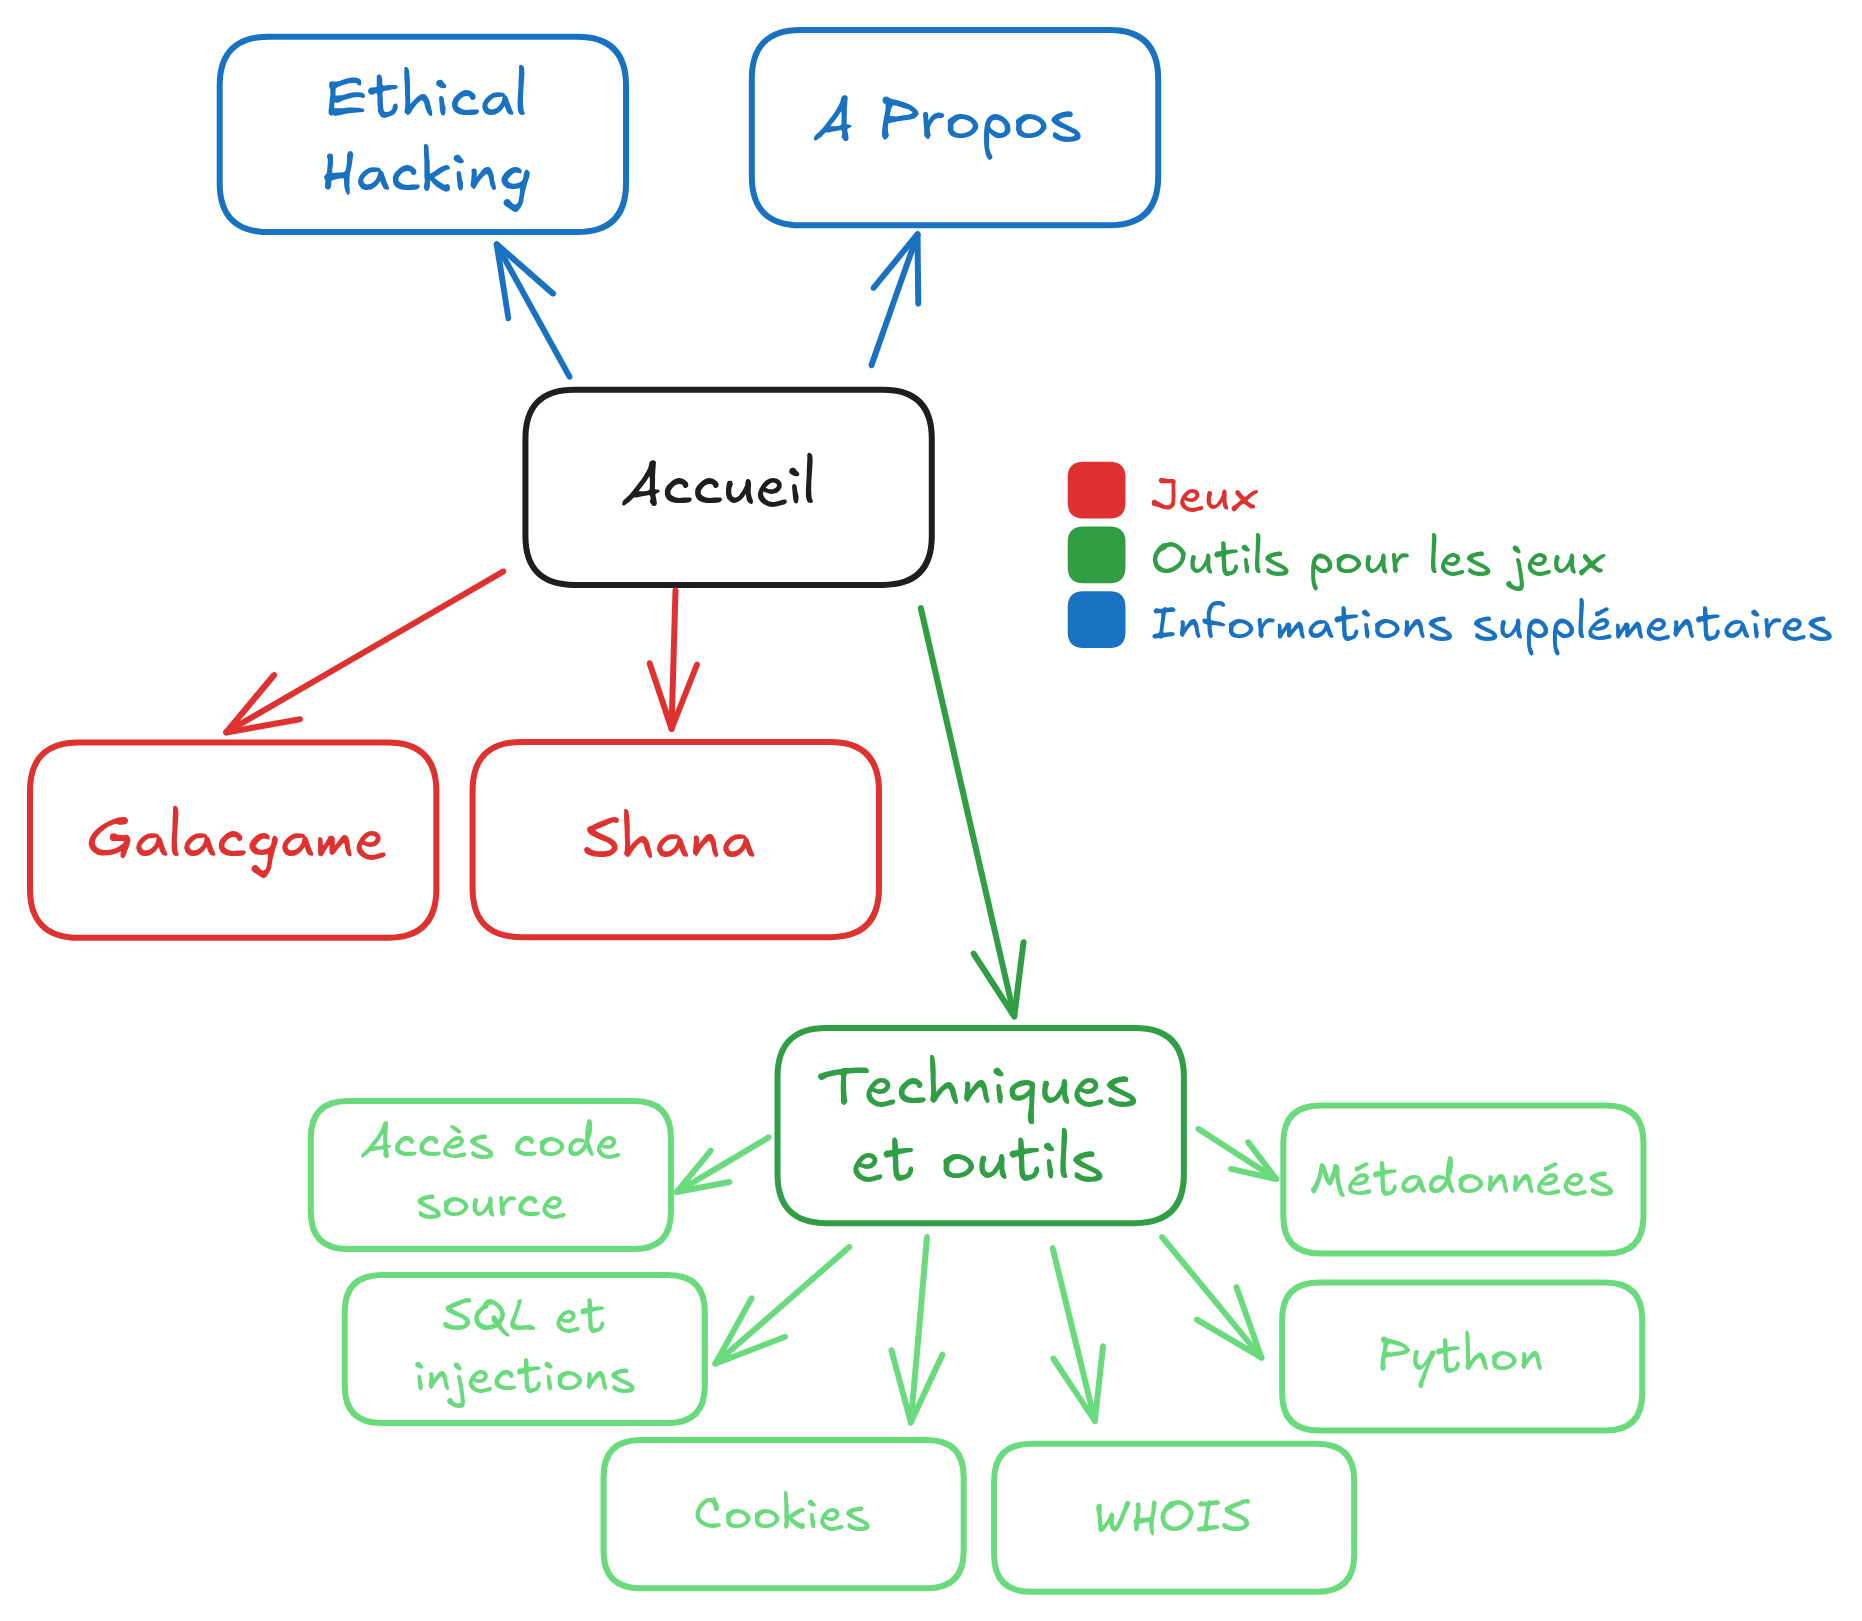 Ethical
Hacking
A Propos
Accueil
Jeux
Outils pour les jeux
Informations supplémentaires
Galacgame
Shana
Techniques
et outils
Accès code
source
Métadonnées
SQL et
injections
Python
Cookies
WHOIS